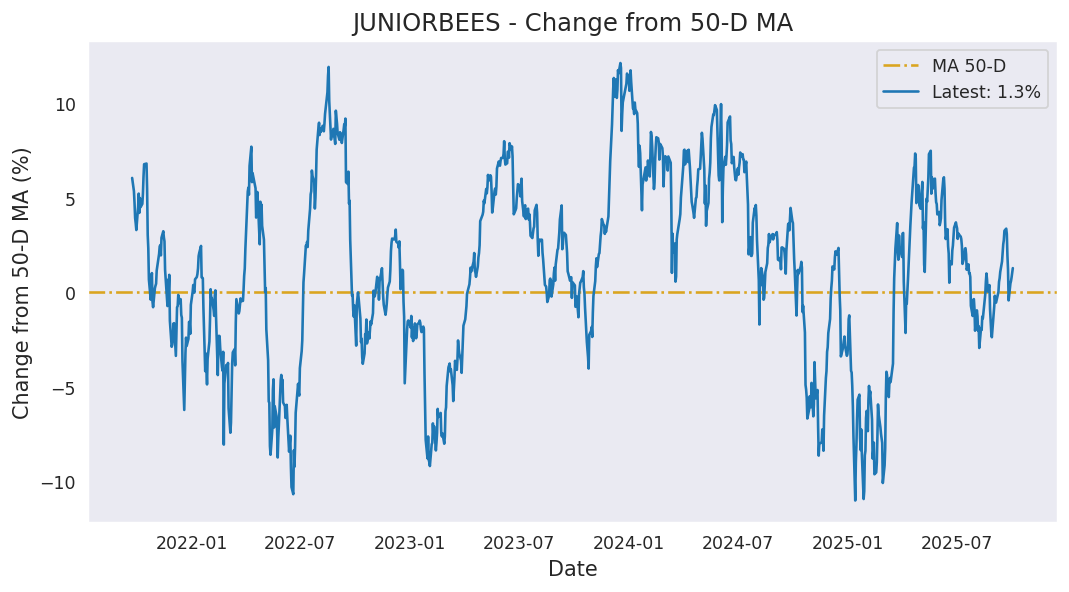 JUNIORBEES - Change from 50-D MA
MA 50-D
Latest: 1.3%
Change from 50-D MA (%)
10
5
0
−5
−10
2022-01
2022-07
2023-01
2023-07
2024-01
2024-07
2025-01
2025-07
Date